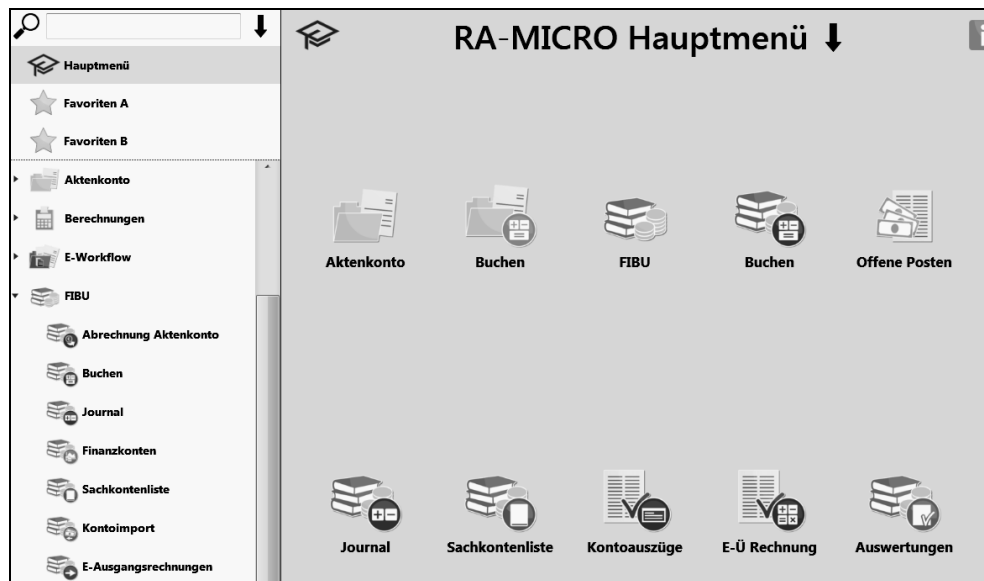 Hauptmenü
Favoriten A
Favoriten B
Aktenkonto
Berechnungen
E-Workflow
FIBU
Abrechnung Aktenkonto
Buchen
Journal
Finanzkonten
Sachkontenliste
Kontoimport
E-Ausgangsrechnungen
RA-MICRO Hauptmenü
Aktenkonto Buchen FIBU Buchen Offene Posten
Journal Sachkontenliste Kontoauszüge E-Ü Rechnung Auswertungen